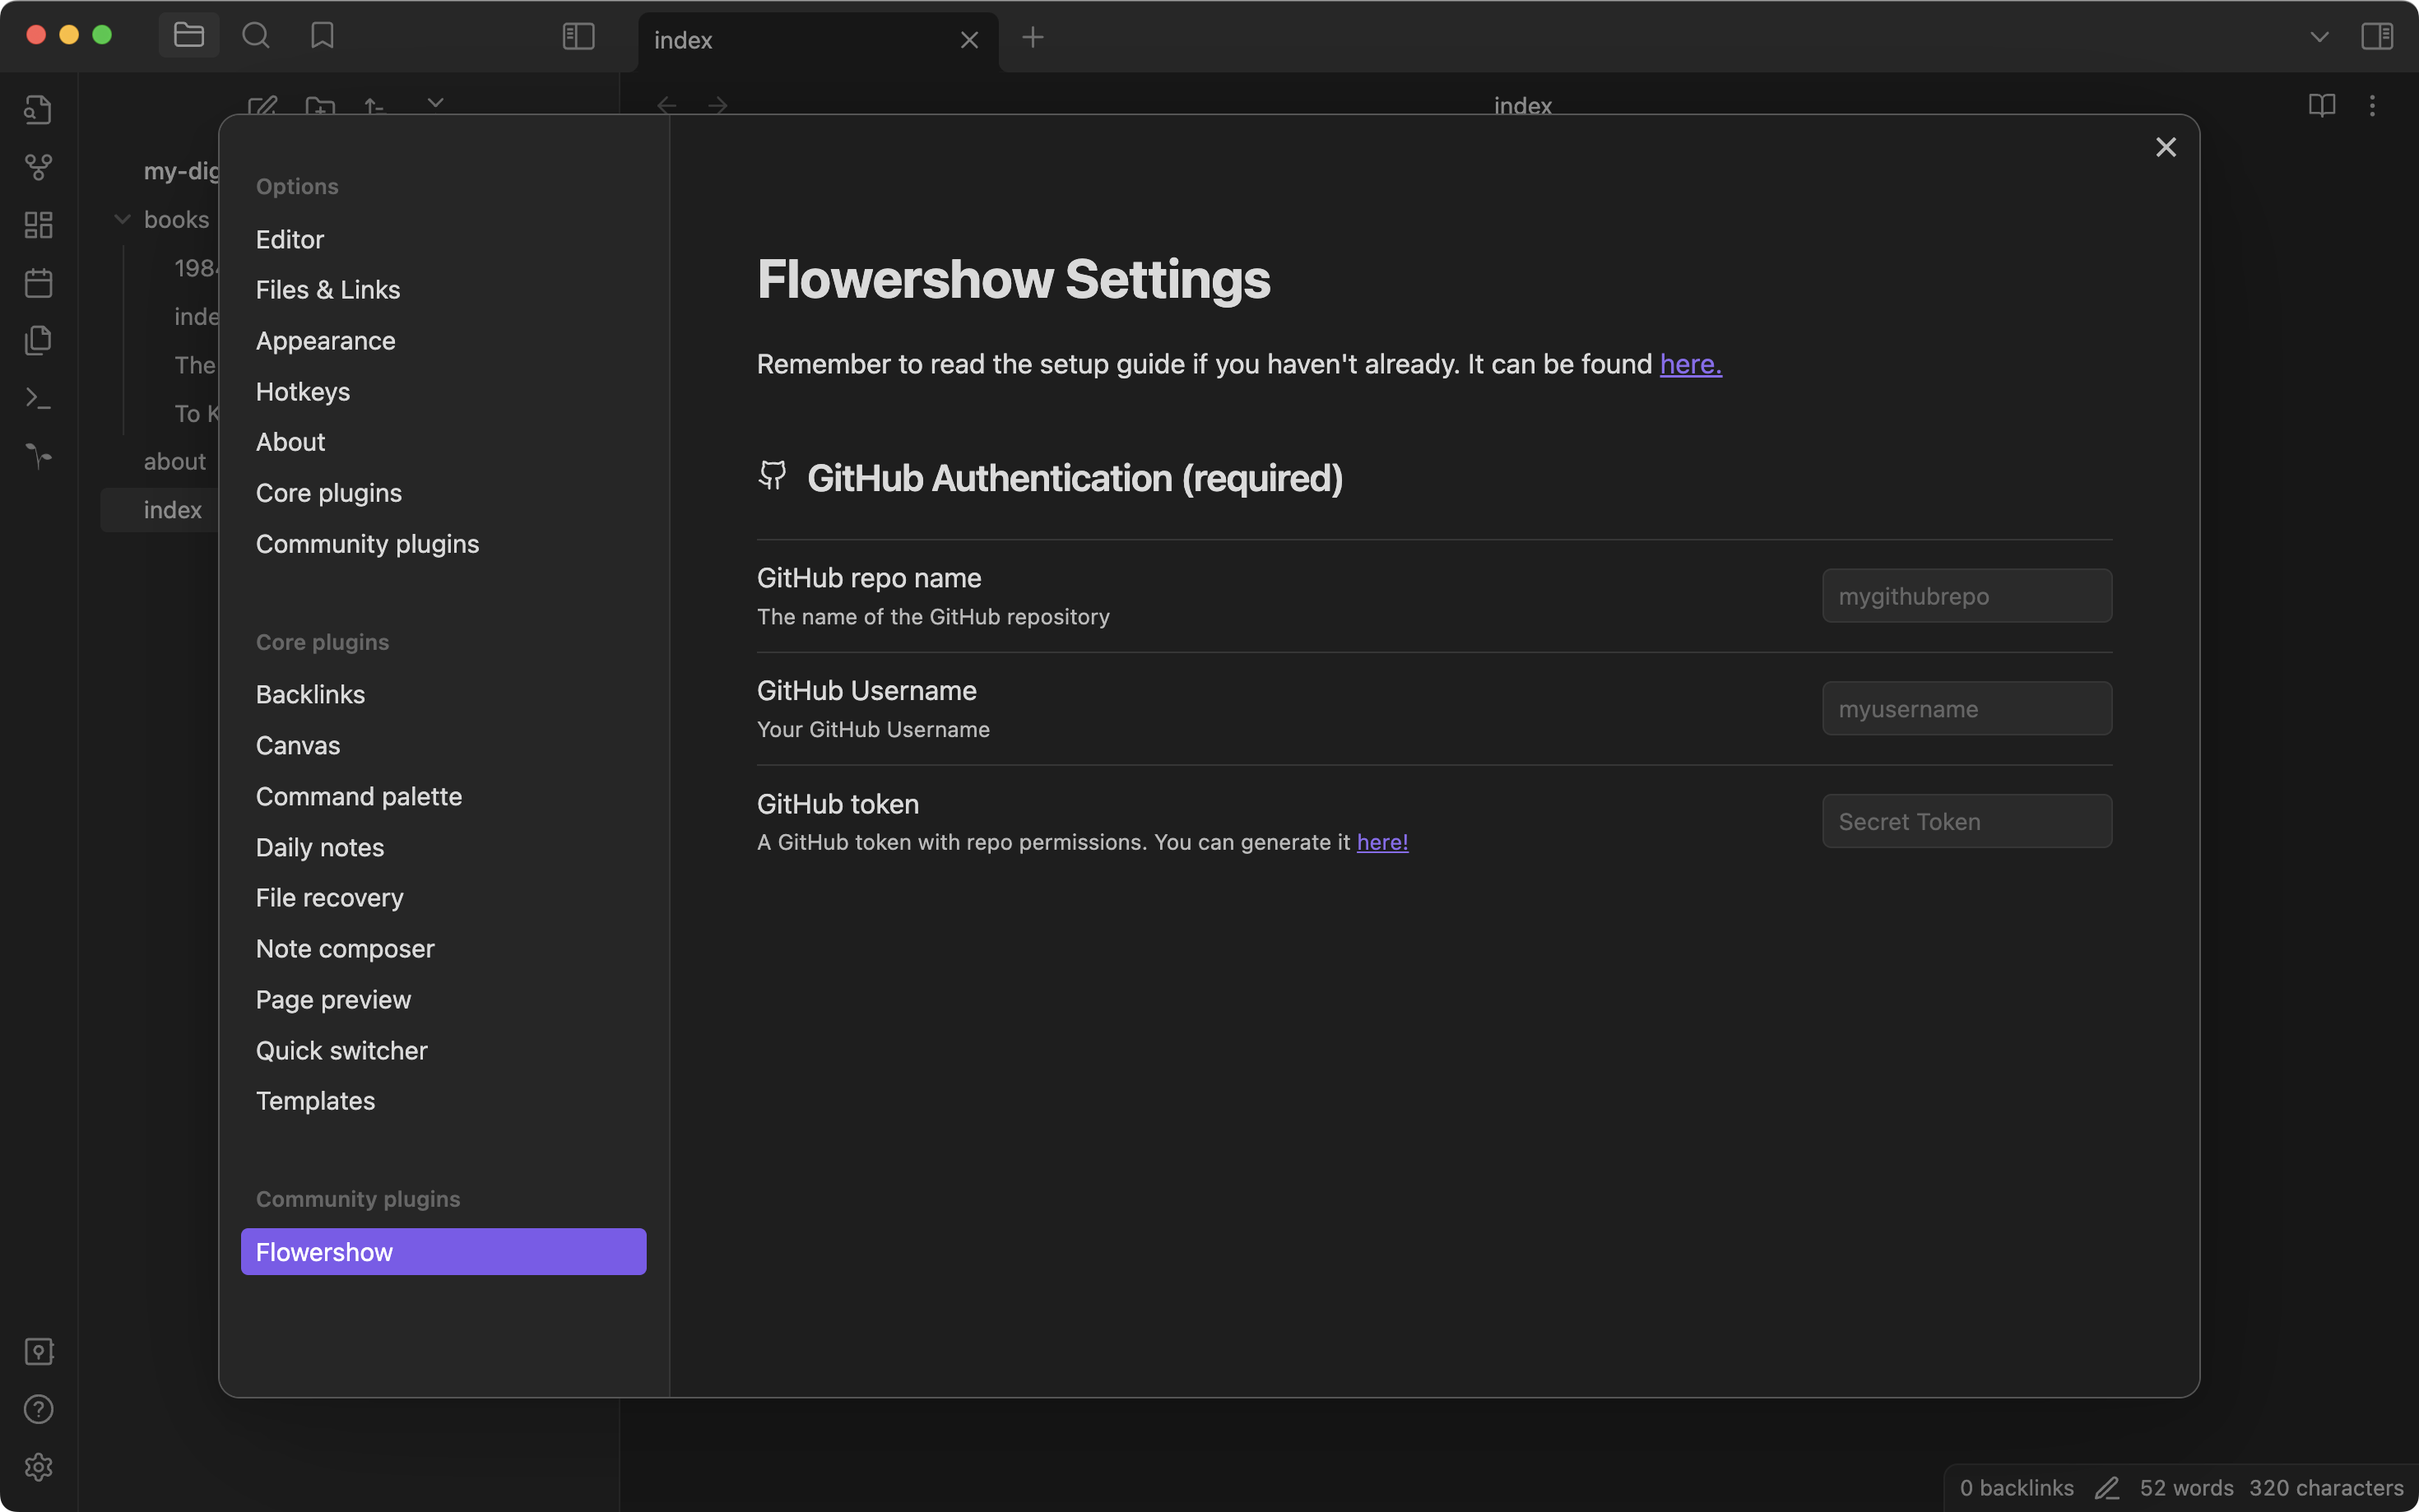 index
index
my-dig
books
1984
inde
The
To K
about
index
Options
Editor
Files & Links
Appearance
Hotkeys
About
Core plugins
Community plugins
Core plugins
Backlinks
Canvas
Command palette
Daily notes
File recovery
Note composer
Page preview
Quick switcher
Templates
Community plugins
Flowershow
Flowershow Settings
Remember to read the setup guide if you haven't already. It can be found here.
GitHub Authentication (required)
GitHub repo name
The name of the GitHub repository
mygithubrepo
GitHub Username
Your GitHub Username
myusername
GitHub token
A GitHub token with repo permissions. You can generate it here!
Secret Token
0 backlinks 52 words 320 characters